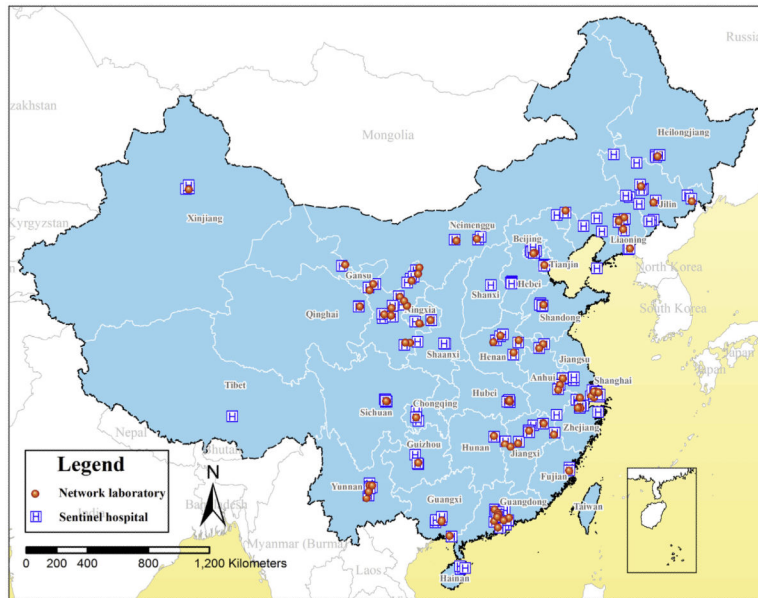 Russia
Heilongjiang
Mongolia
Jilin
Kyrgyzstan
Xinjiang
Neimenggu
Beijing
Liaoning
Tianjin
North Korea
Gansu
Hebei
Shanxi
South Korea
Qinghai
Shandong
Japan
Japan
Shaanxi
Henan
Jiangsu
Anhui
Shanghai
Tibet
Hubei
Sichuan
Chongqing
Zhejiang
Nepal
Guizhou
Hunan
Jiangxi
Fujian
Legend
N
Network laboratory
Sentinel hospital
Yunnan
Guangxi
Guangdong
Taiwan
India
Myanmar (Burma)
0 200 400 800 1,200 Kilometers
Laos
Hainan